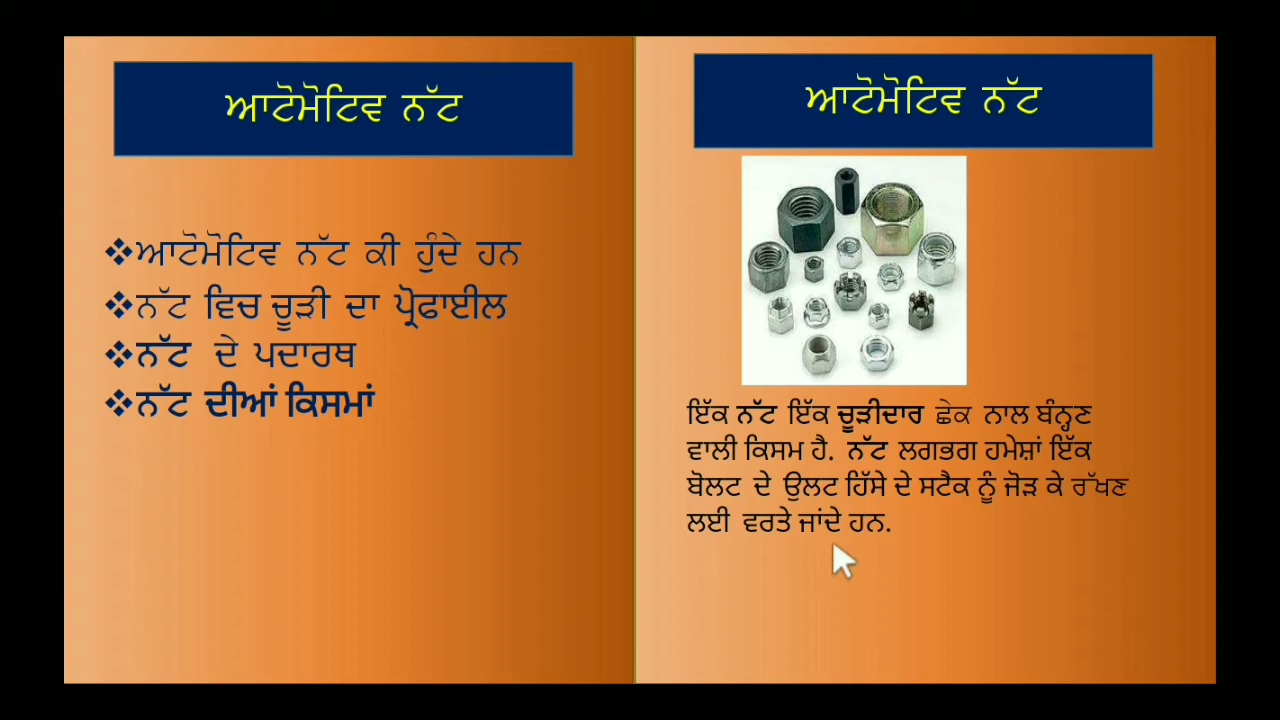 ਆਟੋਮੋਟਿਵ ਨੱਟ
❖ਆਟੋਮੋਟਿਵ ਨੱਟ ਕੀ ਹੁੰਦੇ ਹਨ
❖ਨੱਟ ਵਿਚ ਚੂੜੀ ਦਾ ਪ੍ਰੋਫਾਈਲ
❖ਨੱਟ ਦੇ ਪਦਾਰਥ
❖ਨੱਟ ਦੀਆਂ ਕਿਸਮਾਂ
ਆਟੋਮੋਟਿਵ ਨੱਟ
ਇੱਕ ਨੱਟ ਇੱਕ ਚੂੜੀਦਾਰ ਛੇਕ ਨਾਲ ਬੰਨ੍ਹਣ
ਵਾਲੀ ਕਿਸਮ ਹੈ. ਨੱਟ ਲਗਭਗ ਹਮੇਸ਼ਾਂ ਇੱਕ
ਬੋਲਟ ਦੇ ਉਲਟ ਹਿੱਸੇ ਦੇ ਸਟੈਕ ਨੂੰ ਜੋੜ ਕੇ ਰੱਖਣ
ਲਈ ਵਰਤੇ ਜਾਂਦੇ ਹਨ.